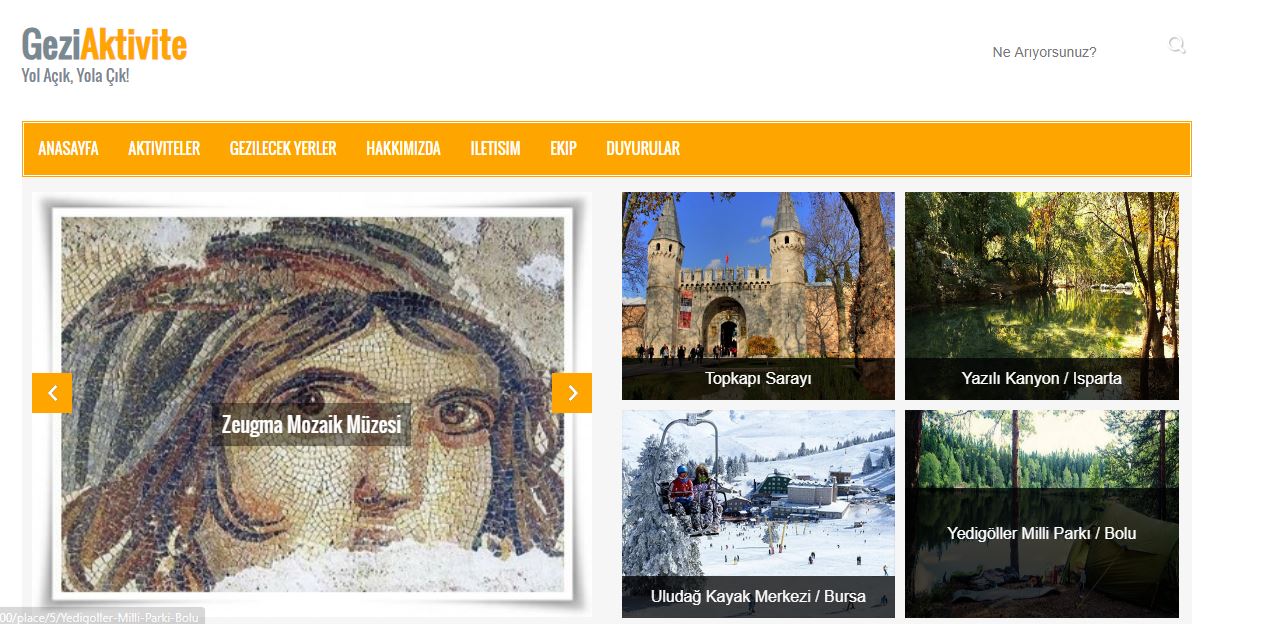 GeziAktivite
Yol Açık, Yola Çık!
Ne Arıyorsunuz?
ANASAYFA AKTIVITELER GEZILECEK YERLER HAKKIMIZDA ILETISIM EKIP DUYURULAR
Zeugma Mozaik Müzesi
Topkapı Sarayı
Yazılı Kanyon / Isparta
Uludağ Kayak Merkezi / Bursa
Yedigöller Milli Parkı / Bolu
00/place/5/Yedigoller-Milli-Parki-Bolu